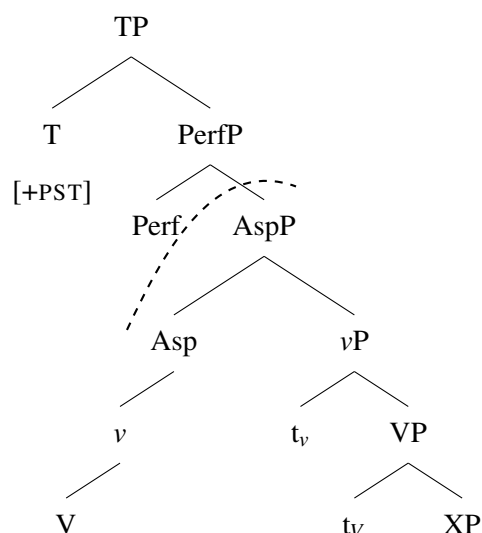 TP
T PerfP
[+PST]
Perf AspP
Asp vP
v tv VP
V tV XP